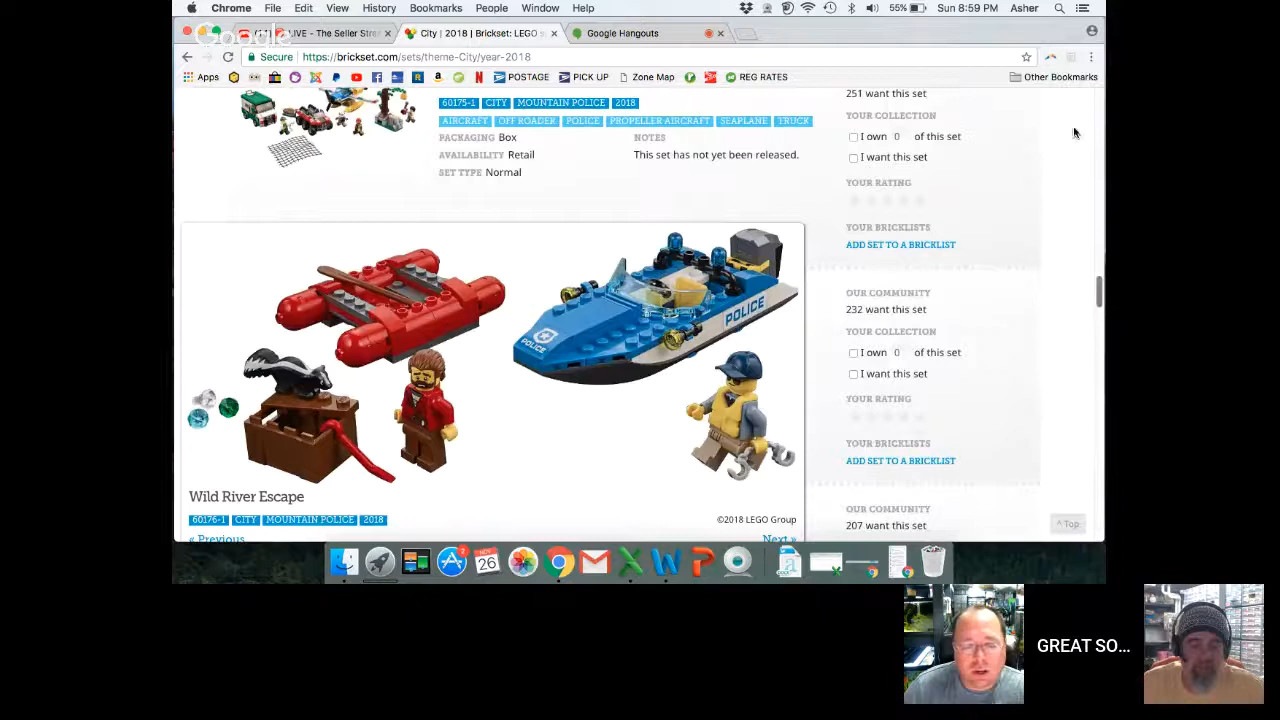 Chrome File Edit View History Bookmarks People Window Help 55% Sun 8:59 PM Asher
Google
LIVE - The Seller Stre
City | 2018 | Brickset: LEGO s
Google Hangouts
Secure https://brickset.com/sets/theme-City/year-2018
Apps POSTAGE PICK UP Zone Map REG RATES Other Bookmarks
60175-1 CITY MOUNTAIN POLICE 2018
AIRCRAFT OFF ROADER POLICE PROPELLER AIRCRAFT SEAPLANE TRUCK
PACKAGING Box
AVAILABILITY Retail
SET TYPE Normal
NOTES
This set has not yet been released.
251 want this set
YOUR COLLECTION
I own 0 of this set
I want this set
YOUR RATING
YOUR BRICKLISTS
ADD SET TO A BRICKLIST
POLICE
POLICE
Wild River Escape
60176-1 CITY MOUNTAIN POLICE 2018
©2018 LEGO Group
« Previous
Next »
OUR COMMUNITY
232 want this set
YOUR COLLECTION
I own 0 of this set
I want this set
YOUR RATING
YOUR BRICKLISTS
ADD SET TO A BRICKLIST
OUR COMMUNITY
207 want this set
^ Top
NOV
26
GREAT SO...